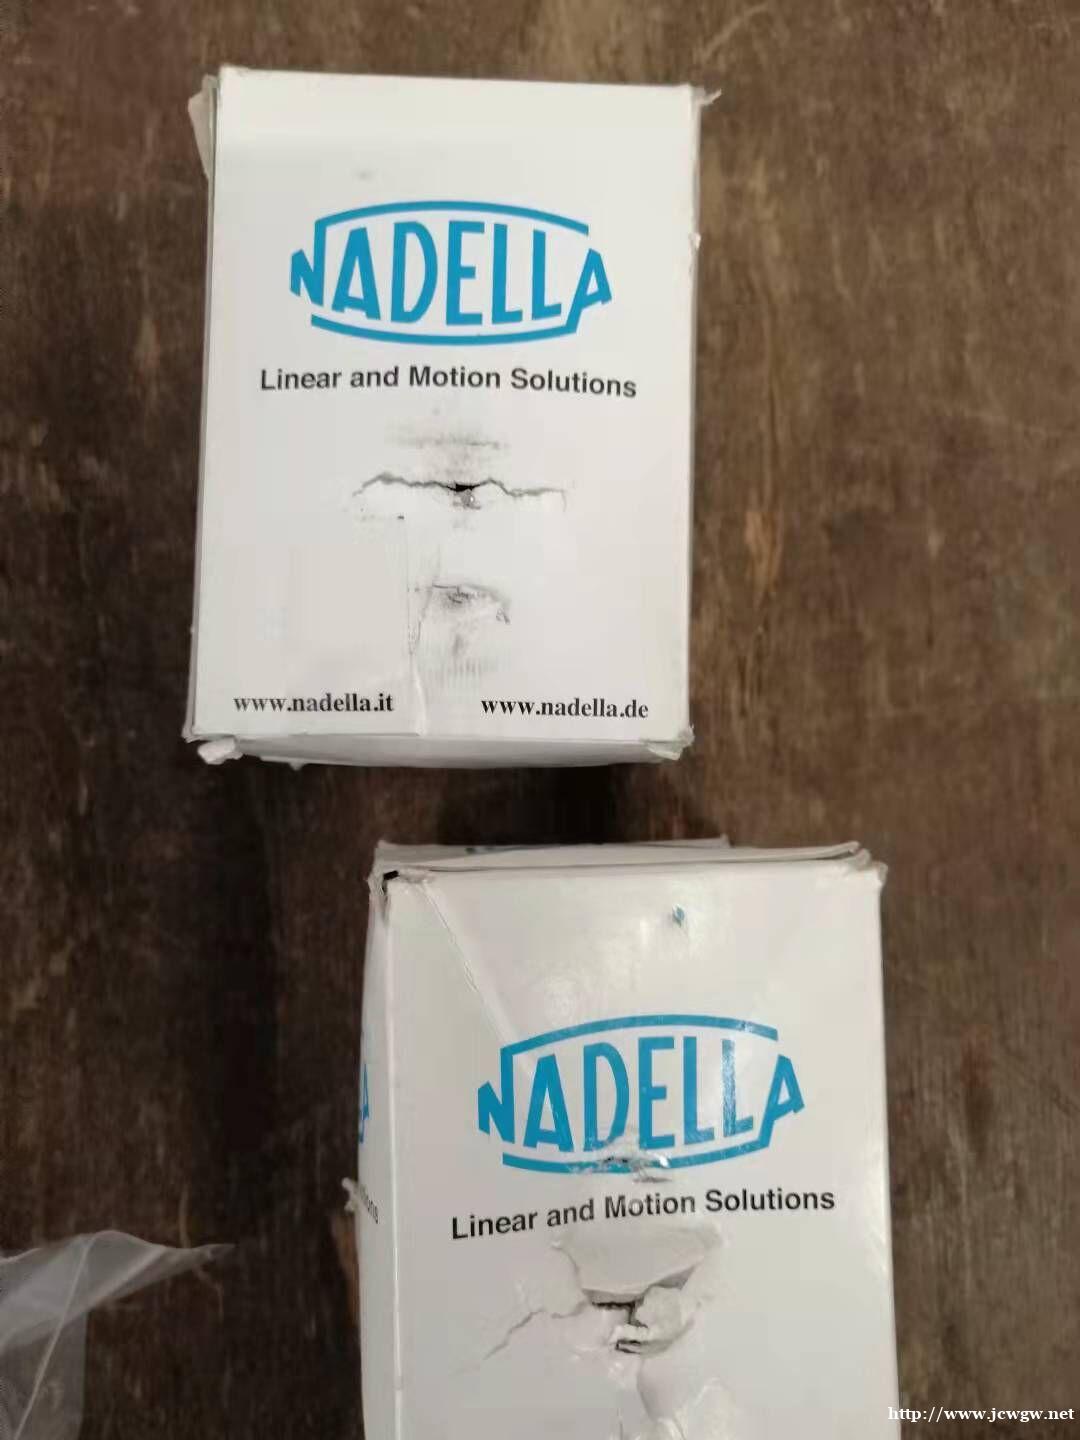 NADELLA
Linear and Motion Solutions
www.nadella.it www.nadella.de
NADELLA
Linear and Motion Solutions
http://www.jcwgw.net